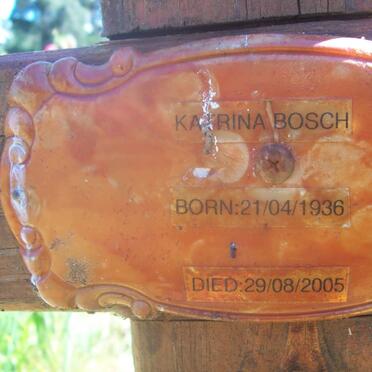 KATRINA BOSCH
BORN:21/04/1936
DIED:29/08/2005